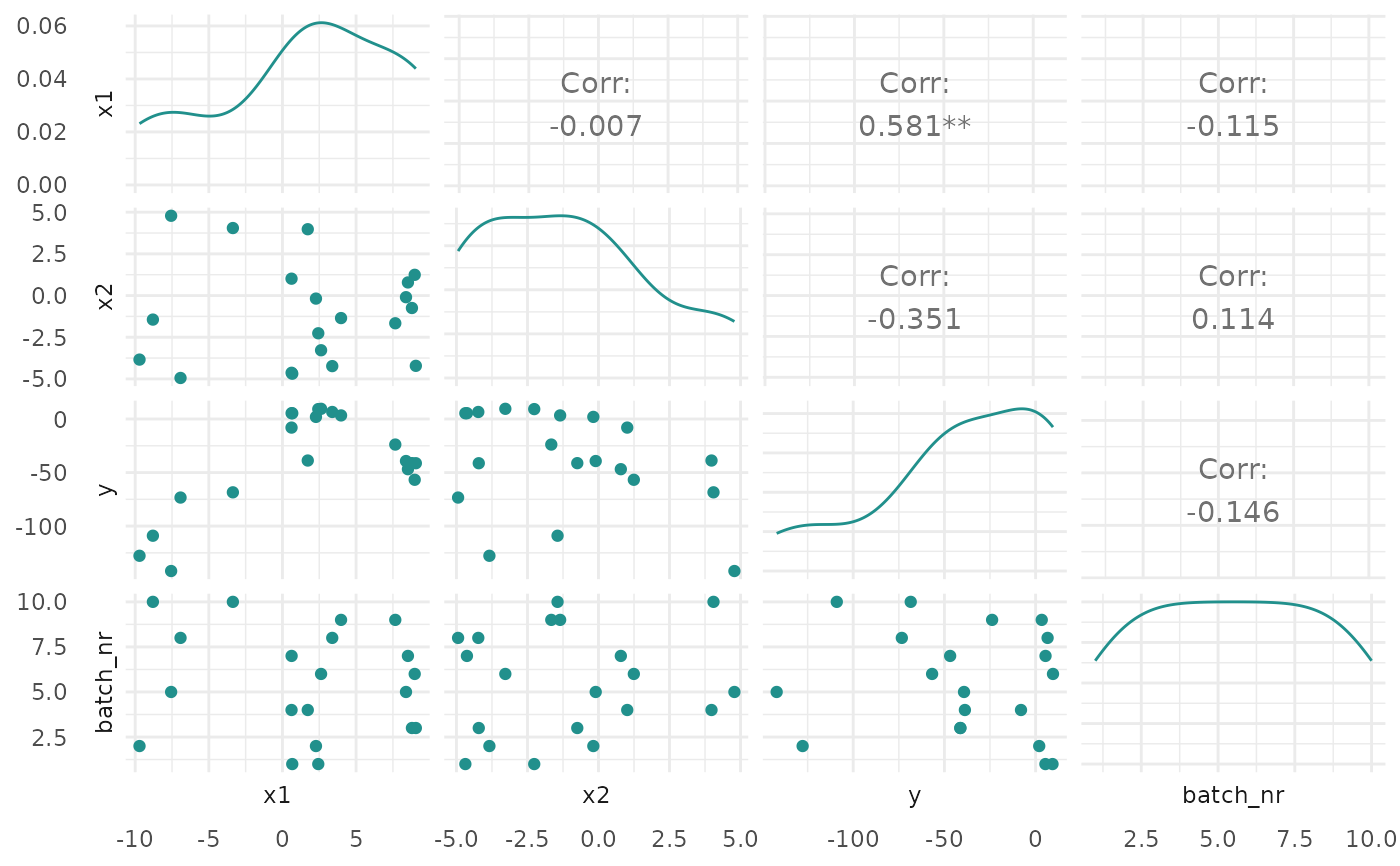 0.06
0.04
0.02
0.00
x1
Corr:
-0.007
Corr:
0.581**
Corr:
-0.115
5.0
2.5
0.0
-2.5
-5.0
x2
Corr:
-0.351
Corr:
0.114
0
-50
-100
y
Corr:
-0.146
10.0
7.5
5.0
2.5
batch_nr
x1 x2 y batch_nr
-10 -5 0 5 -5.0 -2.5 0.0 2.5 5.0 -100 -50 0 2.5 5.0 7.5 10.0